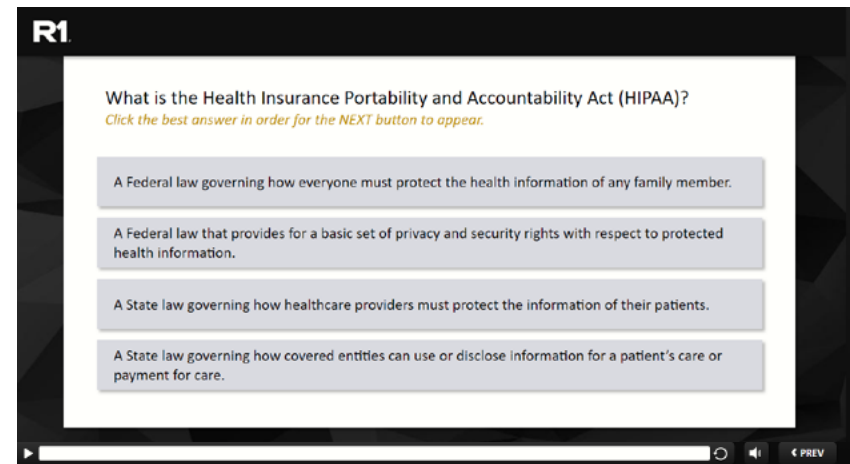 R1.
What is the Health Insurance Portability and Accountability Act (HIPAA)?
Click the best answer in order for the NEXT button to appear.
A Federal law governing how everyone must protect the health information of any family member.
A Federal law that provides for a basic set of privacy and security rights with respect to protected
health information.
A State law governing how healthcare providers must protect the information of their patients.
A State law governing how covered entities can use or disclose information for a patient's care or
payment for care.
PREV